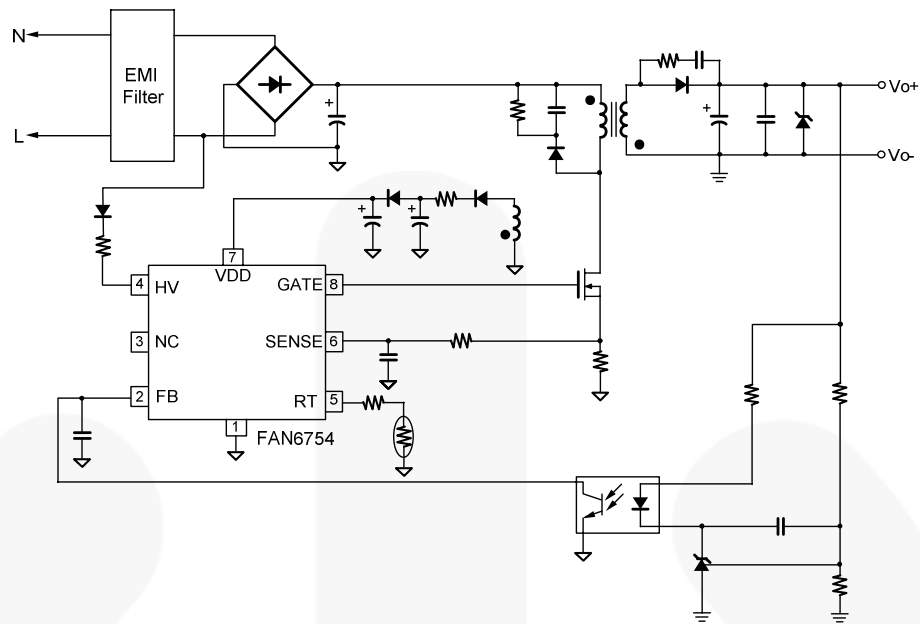 N
EMI
Filter
L
+
+
Vo+
Vo-
+
+
7
VDD
4
HV
GATE
8
3
NC
SENSE
6
2
FB
RT
5
1
FAN6754